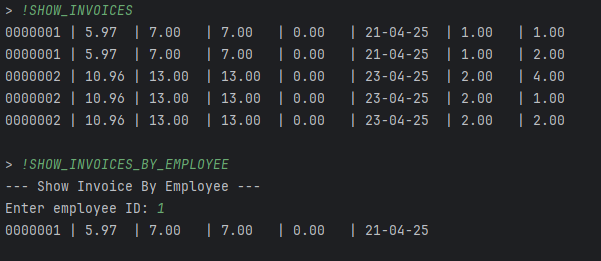 > !SHOW_INVOICES
0000001 | 5.97  | 7.00   | 7.00   | 0.00   | 21-04-25  | 1.00   | 1.00
0000001 | 5.97  | 7.00   | 7.00   | 0.00   | 21-04-25  | 1.00   | 2.00
0000002 | 10.96 | 13.00  | 13.00  | 0.00   | 23-04-25  | 2.00   | 4.00
0000002 | 10.96 | 13.00  | 13.00  | 0.00   | 23-04-25  | 2.00   | 1.00
0000002 | 10.96 | 13.00  | 13.00  | 0.00   | 23-04-25  | 2.00   | 2.00
> !SHOW_INVOICES_BY_EMPLOYEE
--- Show Invoice By Employee ---
Enter employee ID: 1
0000001 | 5.97  | 7.00   | 7.00   | 0.00   | 21-04-25